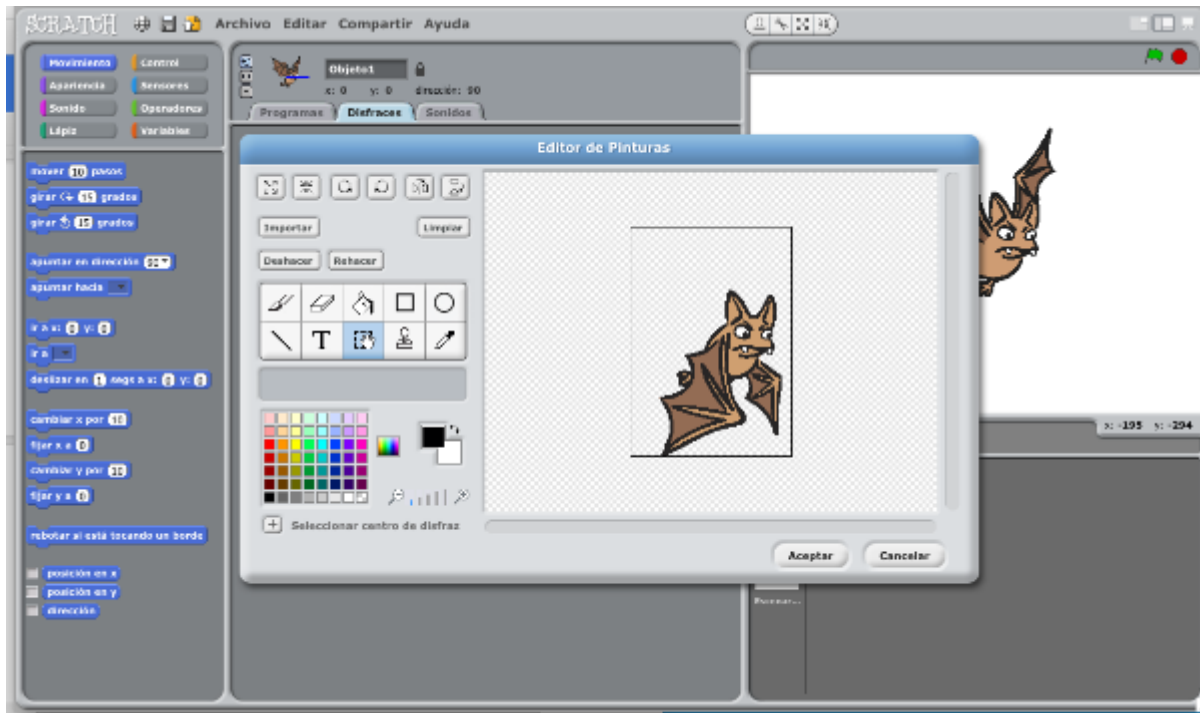 SCRATCH Archivo Editar Compartir Ayuda
Movimiento Control
Apariencia Sensores
Sonido Operadores
Lápiz Variables
Objeto1
x: 0 y: 0 dirección: 90
Programas Disfraces Sonidos
mover 10 pasos
girar 15 grados
girar 15 grados
apuntar en dirección 90
apuntar hacia
ir a x: 0 y: 0
ir a
deslizar en 1 segs a x: 0 y: 0
cambiar x por 10
fijar x a 0
cambiar y por 10
fijar y a 0
rebotar si está tocando un borde
posición en x
posición en y
dirección
Editor de Pinturas
Importar Limpiar
Deshacer Rehacer
T
Seleccionar centro de disfraz
Aceptar Cancelar
x: -195 y: -294
Escenar...